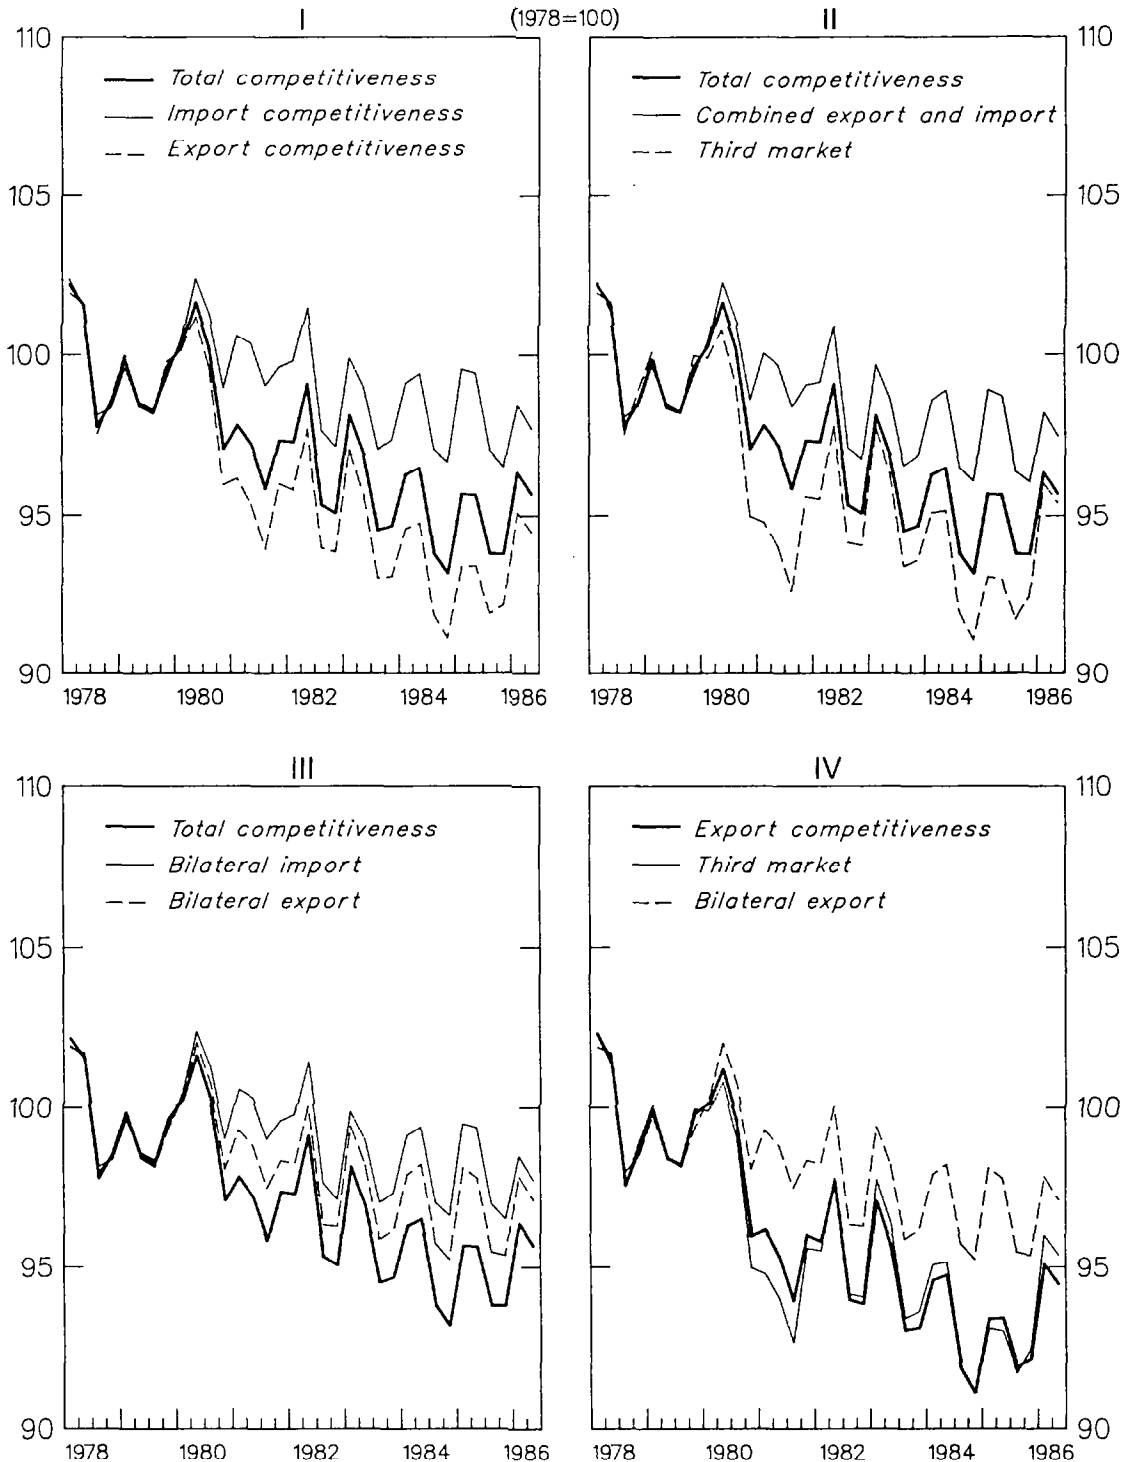 (1978=100)
I
II
110
105
100
95
90
Total competitiveness
Import competitiveness
Export competitiveness
1978 1980 1982 1984 1986
Total competitiveness
Combined export and import
Third market
110
105
100
95
90
1978 1980 1982 1984 1986
III
IV
110
105
100
95
90
Total competitiveness
Bilateral import
Bilateral export
1978 1980 1982 1984 1986
Export competitiveness
Third market
Bilateral export
110
105
100
95
90
1978 1980 1982 1984 1986